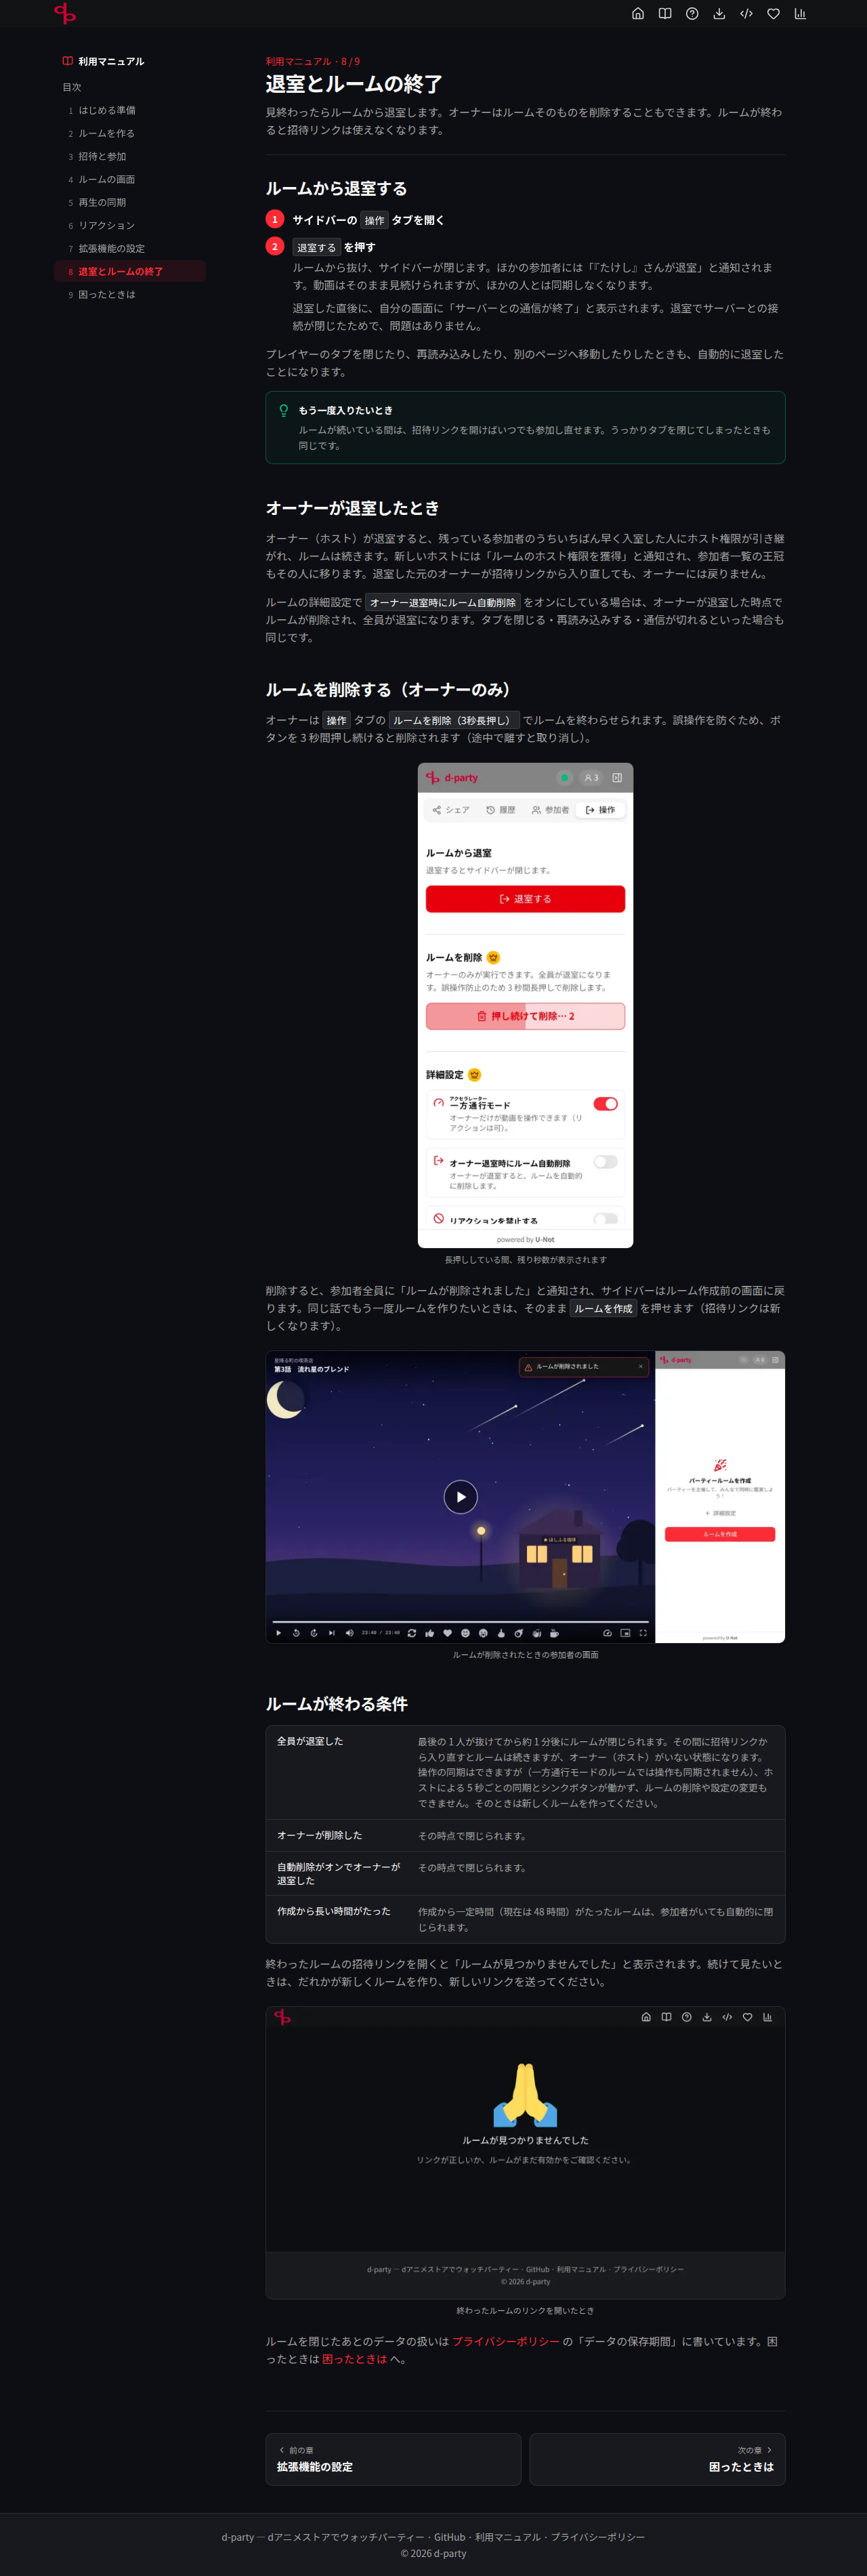 利用マニュアル
目次
1 はじめる準備
2 ルームを作る
3 招待と参加
4 ルームの画面
5 再生の同期
6 リアクション
7 拡張機能の設定
8 退室とルームの終了
9 困ったときは
利用マニュアル · 8 / 9
退室とルームの終了
見終わったらルームから退室します。オーナーはルームそのものを削除することもできます。ルームが終わ
ると招待リンクは使えなくなります。
ルームから退室する
1 サイドバーの 操作 タブを開く
2 退室する を押す
ルームから抜け、サイドバーが閉じます。ほかの参加者には「『たけし』さんが退室」と通知されま
す。動画はそのまま見続けられますが、ほかの人とは同期しなくなります。
退室した直後に、自分の画面に「サーバーとの通信が終了」と表示されます。退室でサーバーとの接
続が閉じたためで、問題はありません。
プレイヤーのタブを閉じたり、再読み込みしたり、別のページへ移動したりしたときも、自動的に退室した
ことになります。
もう一度入りたいとき
ルームが続いている間は、招待リンクを開けばいつでも参加し直せます。うっかりタブを閉じてしまったときも
同じです。
オーナーが退室したとき
オーナー（ホスト）が退室すると、残っている参加者のうちいちばん早く入室した人にホスト権限が引き継
がれ、ルームは続きます。新しいホストには「ルームのホスト権限を獲得」と通知され、参加者一覧の王冠
もその人に移ります。退室した元のオーナーが招待リンクから入り直しても、オーナーには戻りません。
ルームの詳細設定で オーナー退室時にルーム自動削除 をオンにしている場合は、オーナーが退室した時点で
ルームが削除され、全員が退室になります。タブを閉じる・再読み込みする・通信が切れるといった場合も
同じです。
ルームを削除する（オーナーのみ）
オーナーは 操作 タブの ルームを削除（3秒長押し） でルームを終わらせられます。誤操作を防ぐため、ボ
タンを 3 秒間押し続けると削除されます（途中で離すと取り消し）。
d-party
3
シェア 履歴 参加者 操作
ルームから退室
退室するとサイドバーが閉じます。
退室する
ルームを削除
オーナーのみが実行できます。全員が退室になりま
す。誤操作防止のため 3 秒間長押しで削除します。
押し続けて削除… 2
詳細設定
アクセラレーター
一方通行モード
オーナーだけが動画を操作できます（リ
アクションは可）。
オーナー退室時にルーム自動削除
オーナーが退室すると、ルームを自動的
に削除します。
リアクションを禁止する
powered by U-Not
長押ししている間、残り秒数が表示されます
削除すると、参加者全員に「ルームが削除されました」と通知され、サイドバーはルーム作成前の画面に戻
ります。同じ話でもう一度ルームを作りたいときは、そのまま ルームを作成 を押せます（招待リンクは新
しくなります）。
星降る町の喫茶店
第3話 流れ星のブレンド
ルームが削除されました
d-party
ほしふる珈琲
パーティールームを作成
パーティーを主催して、みんなで同時に鑑賞しよ
う！
＋ 詳細設定
ルームを作成
23:40 / 23:40
powered by U-Not
ルームが削除されたときの参加者の画面
ルームが終わる条件
全員が退室した
最後の 1 人が抜けてから約 1 分後にルームが閉じられます。その間に招待リンクか
ら入り直すとルームは続きますが、オーナー（ホスト）がいない状態になります。
操作の同期はできますが（一方通行モードのルームでは操作も同期されません）、ホ
ストによる 5 秒ごとの同期とシンクボタンが働かず、ルームの削除や設定の変更も
できません。そのときは新しくルームを作ってください。
オーナーが削除した
その時点で閉じられます。
自動削除がオンでオーナーが
退室した
その時点で閉じられます。
作成から長い時間がたった
作成から一定時間（現在は 48 時間）がたったルームは、参加者がいても自動的に閉
じられます。
終わったルームの招待リンクを開くと「ルームが見つかりませんでした」と表示されます。続けて見たいと
きは、だれかが新しくルームを作り、新しいリンクを送ってください。
ルームが見つかりませんでした
リンクが正しいか、ルームがまだ有効かをご確認ください。
d-party — dアニメストアでウォッチパーティー · GitHub · 利用マニュアル · プライバシーポリシー
© 2026 d-party
終わったルームのリンクを開いたとき
ルームを閉じたあとのデータの扱いは プライバシーポリシー の「データの保存期間」に書いています。困
ったときは 困ったときは へ。
前の章
拡張機能の設定
次の章
困ったときは
d-party — dアニメストアでウォッチパーティー · GitHub · 利用マニュアル · プライバシーポリシー
© 2026 d-party